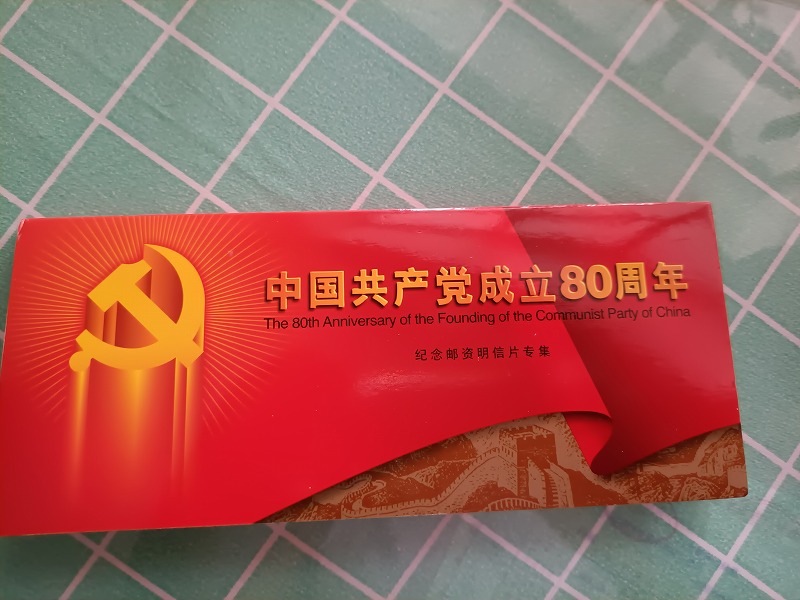 中国共产党成立80周年
The 80th Anniversary of the Founding of the Communist Party of China
纪念邮资明信片专集